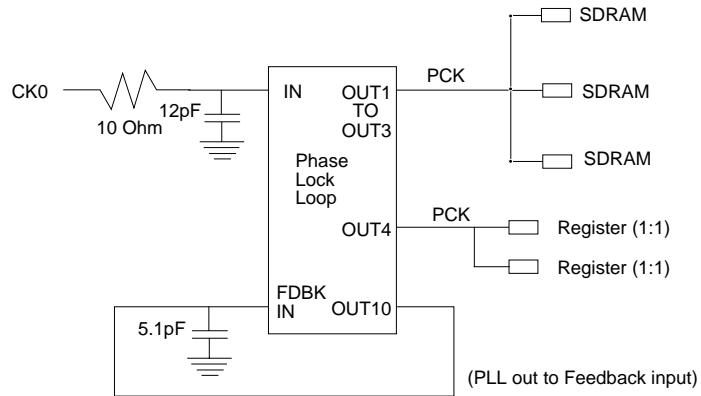 SDRAM
PCK
CK0
IN
OUT1
TO
OUT3
SDRAM
12pF
10 Ohm
Phase
Lock
Loop
SDRAM
PCK
OUT4
Register (1:1)
Register (1:1)
FDBK
IN
OUT10
5.1pF
(PLL out to Feedback input)